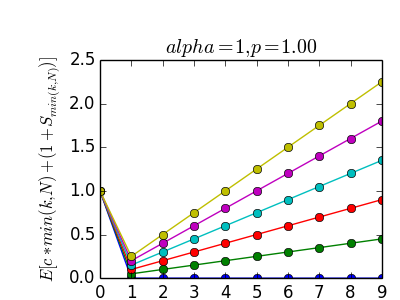 alpha = 1, p = 1.00
E[c * min(k, N) + (1 + S_{min(k,N)})]
2.5
2.0
1.5
1.0
0.5
0.0
0 1 2 3 4 5 6 7 8 9